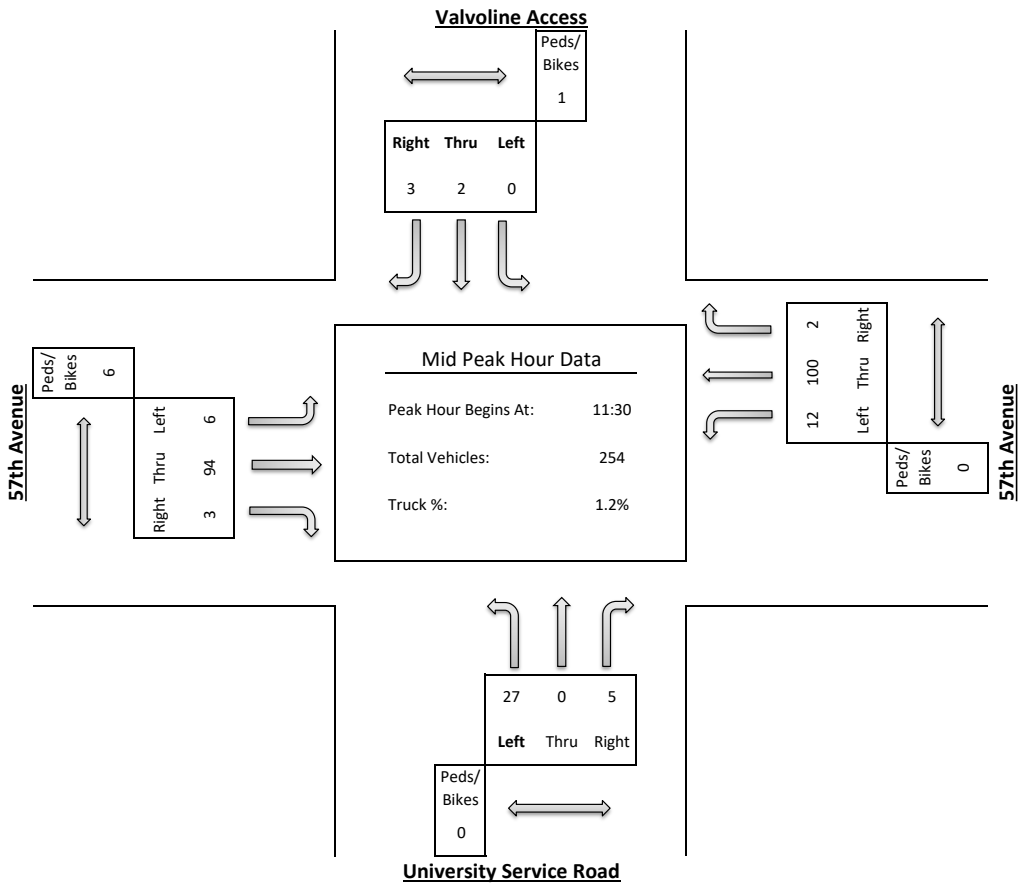 Valvoline Access
Peds/
Bikes
1
Right Thru Left
3 2 0
57th Avenue
Peds/
Bikes
6
Left 6
Thru 94
Right 3
Mid Peak Hour Data
Peak Hour Begins At: 11:30
Total Vehicles: 254
Truck %: 1.2%
2 Right
100 Thru
12 Left
Peds/
Bikes
0
57th Avenue
27 0 5
Left Thru Right
Peds/
Bikes
0
University Service Road